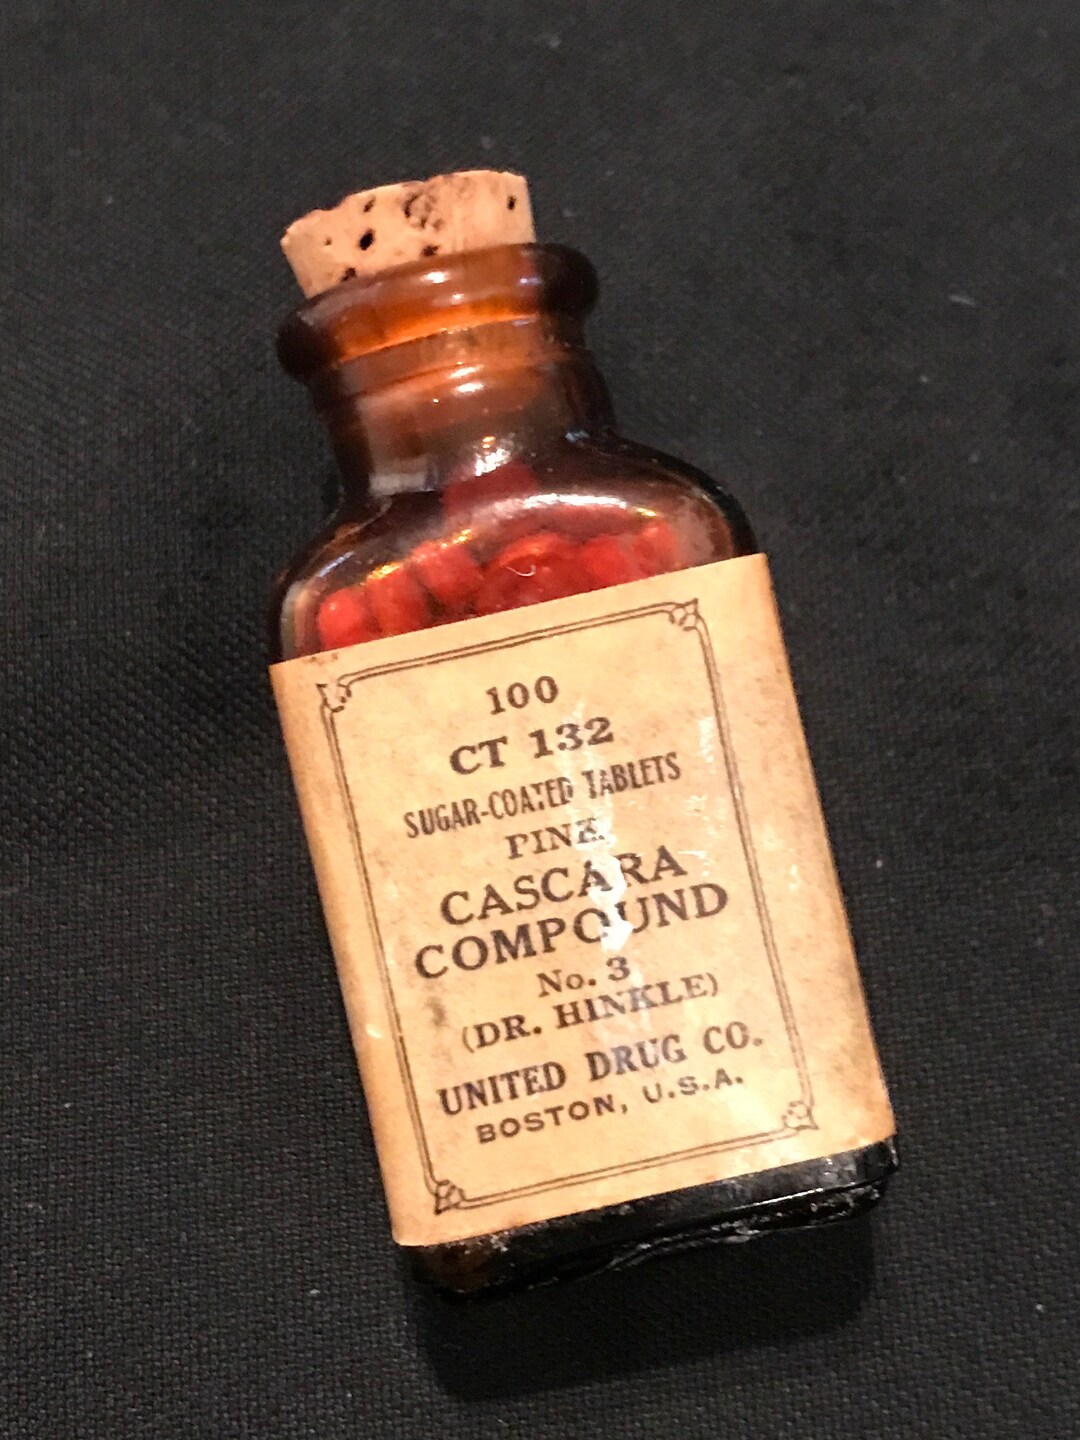 100
CT 132
SUGAR-COATED TABLETS
PINK
CASCARA
COMPOUND
No. 3
(DR. HINKLE)
UNITED DRUG CO.
BOSTON, U.S.A.